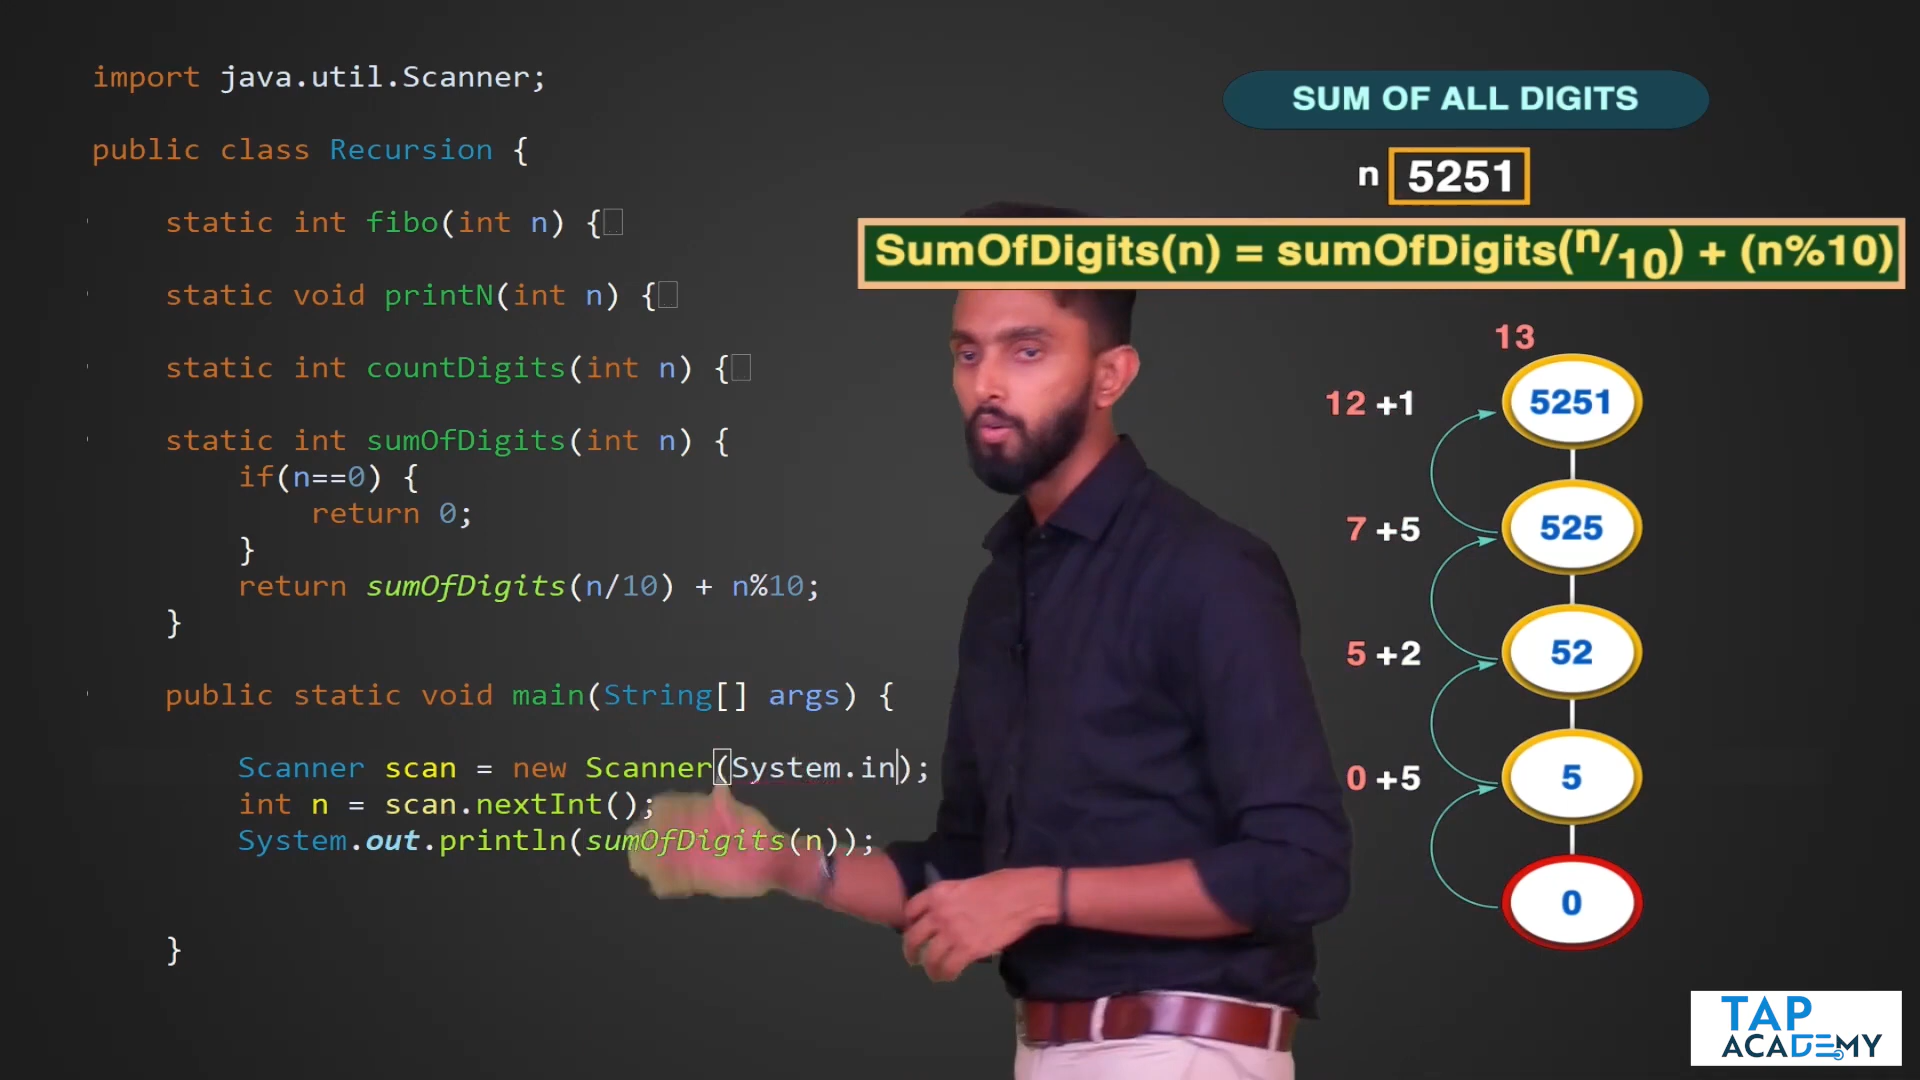 import java.util.Scanner;
public class Recursion {
static int fibo(int n) {
static void printN(int n) {
static int countDigits(int n) {
static int sumOfDigits(int n) {
if(n==0) {
return 0;
}
return sumOfDigits(n/10) + n%10;
}
public static void main(String[] args) {
Scanner scan = new Scanner(System.in);
int n = scan.nextInt();
System.out.println(sumOfDigits(n));
}
SUM OF ALL DIGITS
n 5251
SumOfDigits(n) = sumOfDigits(n/10) + (n%10)
13
12 +1 5251
7 +5 525
5 +2 52
0 +5 5
0
TAP
ACADEMY